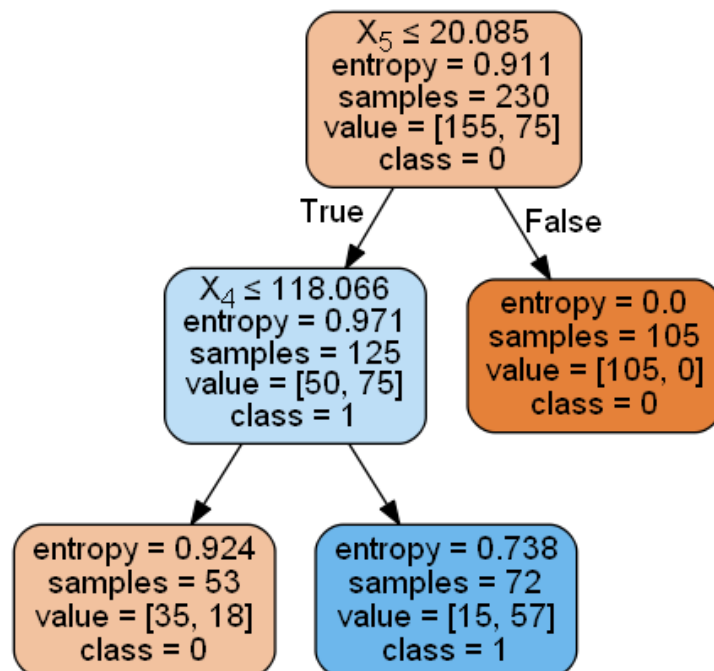 X₅ ≤ 20.085
entropy = 0.911
samples = 230
value = [155, 75]
class = 0
True
False
X₄ ≤ 118.066
entropy = 0.971
samples = 125
value = [50, 75]
class = 1
entropy = 0.0
samples = 105
value = [105, 0]
class = 0
entropy = 0.924
samples = 53
value = [35, 18]
class = 0
entropy = 0.738
samples = 72
value = [15, 57]
class = 1